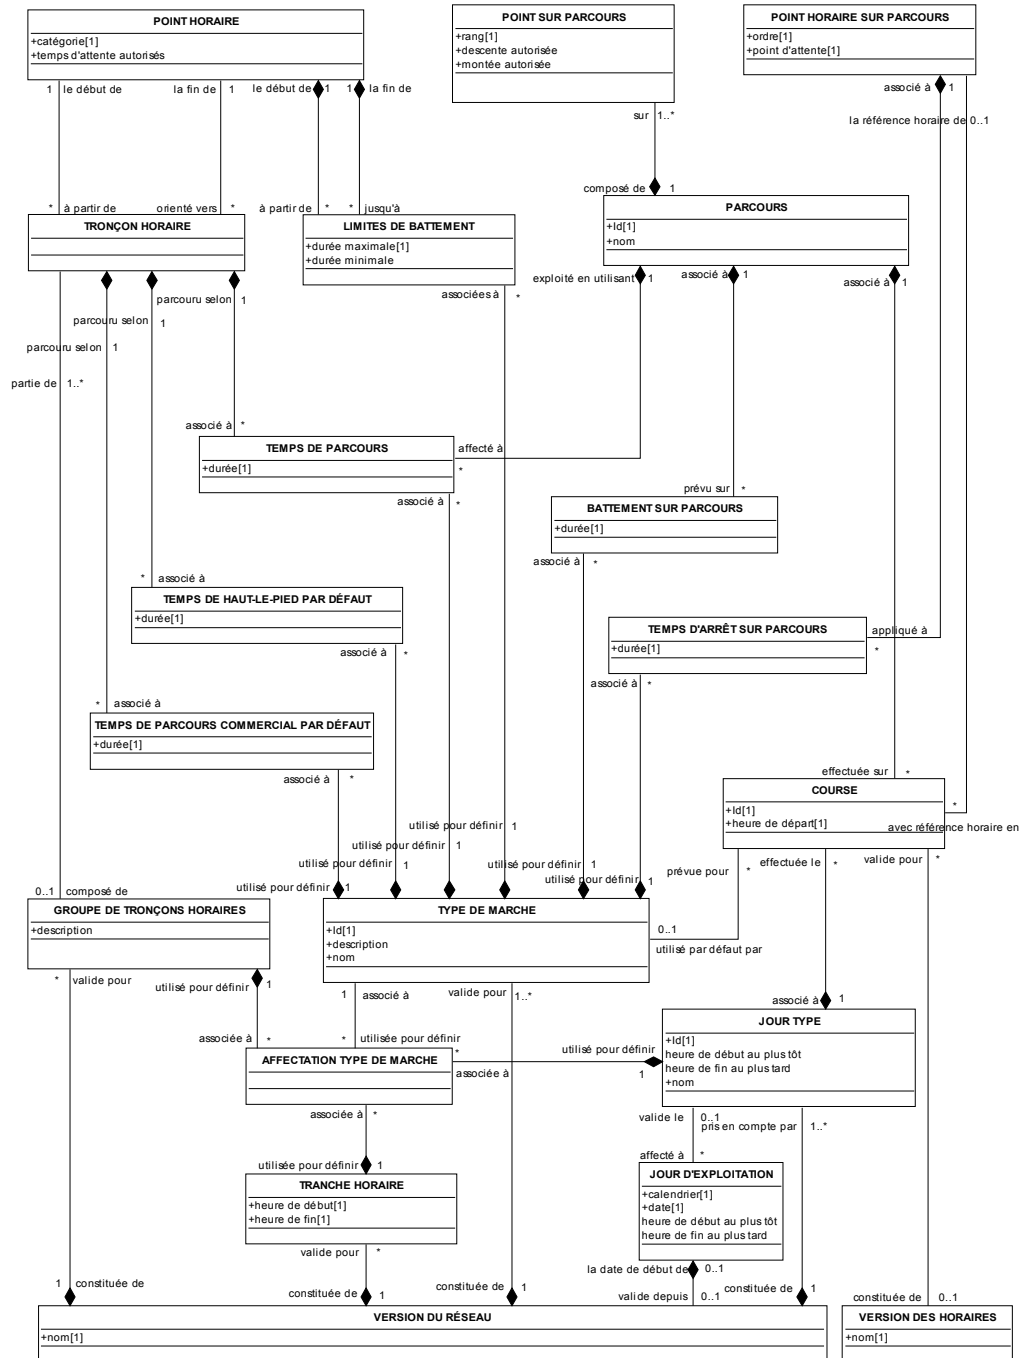 POINT HORAIRE
+catégorie[1]
+temps d'attente autorisés
POINT SUR PARCOURS
+rang[1]
+descente autorisée
+montée autorisée
POINT HORAIRE SUR PARCOURS
+ordre[1]
+point d'attente[1]
1 le début de
la fin de 1
le début de 1
1 la fin de
sur 1..*
associé à 1
la référence horaire de 0..1
composé de 1
* à partir de
orienté vers *
à partir de *
* jusqu'à
TRONÇON HORAIRE
LIMITES DE BATTEMENT
+durée maximale[1]
+durée minimale
PARCOURS
+Id[1]
+nom
exploité en utilisant 1
associé à 1
associé à 1
associées à *
parcouru selon 1
parcouru selon 1
parcouru selon 1
partie de 1..*
associé à *
TEMPS DE PARCOURS
+durée[1]
affecté à
*
associé à *
prévu sur *
BATTEMENT SUR PARCOURS
+durée[1]
associé à *
* associé à
TEMPS DE HAUT-LE-PIED PAR DÉFAUT
+durée[1]
associé à *
TEMPS D'ARRÊT SUR PARCOURS
+durée[1]
appliqué à
*
associé à *
* associé à
TEMPS DE PARCOURS COMMERCIAL PAR DÉFAUT
+durée[1]
associé à *
effectuée sur *
COURSE
+Id[1]
+heure de départ[1]
*
avec référence horaire en
utilisé pour définir 1
utilisé pour définir 1
utilisé pour définir 1
utilisé pour définir 1
utilisé pour définir 1
utilisé pour définir 1
prévue pour *
effectuée le *
valide pour *
0..1 composé de
GROUPE DE TRONÇONS HORAIRES
+description
TYPE DE MARCHE
+Id[1]
+description
+nom
0..1
utilisé par défaut par
* valide pour
utilisé pour définir 1
1 associé à
valide pour 1..*
associé à 1
JOUR TYPE
+Id[1]
heure de début au plus tôt
heure de fin au plus tard
+nom
associée à *
* utilisée pour définir
AFFECTATION TYPE DE MARCHE
*
associée à
utilisé pour définir
1
associée à *
valide le 0..1
pris en compte par 1..*
affecté à *
utilisée pour définir 1
TRANCHE HORAIRE
+heure de début[1]
+heure de fin[1]
JOUR D'EXPLOITATION
+calendrier[1]
+date[1]
heure de début au plus tôt
heure de fin au plus tard
valide pour *
la date de début de 0..1
1 constituée de
constituée de 1
constituée de 1
valide depuis 0..1
constituée de 1
constituée de 0..1
VERSION DU RÉSEAU
+nom[1]
VERSION DES HORAIRES
+nom[1]